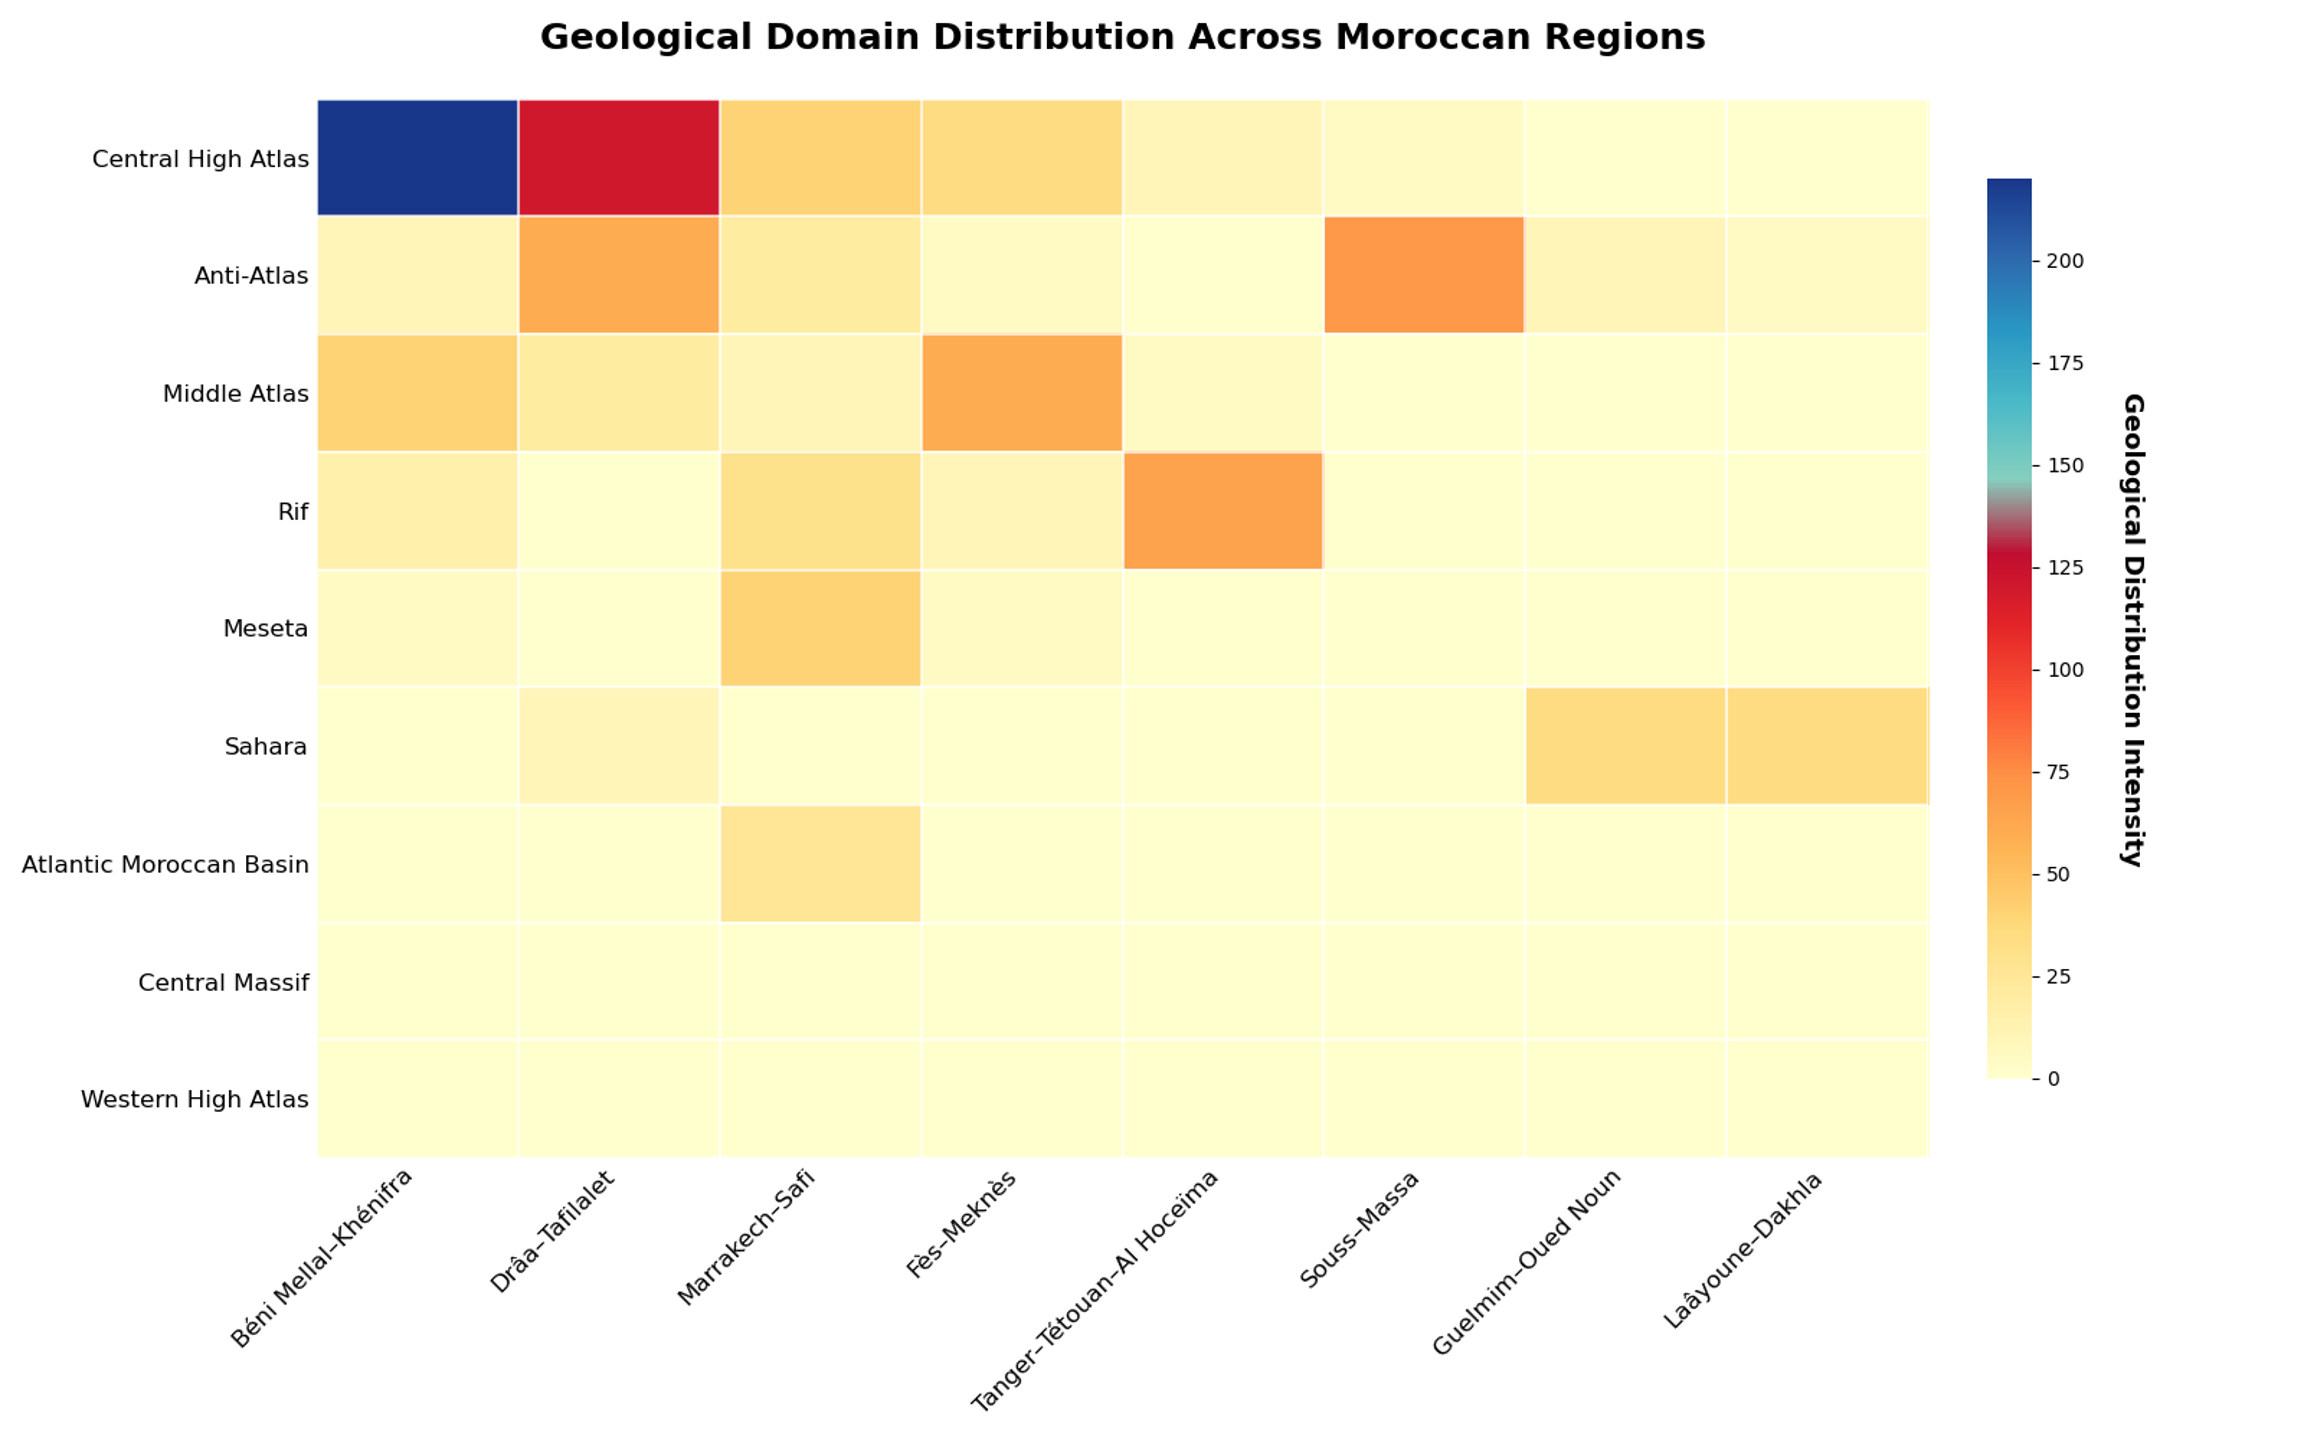 Geological Domain Distribution Across Moroccan Regions
Central High Atlas
Anti-Atlas
Middle Atlas
Rif
Meseta
Sahara
Atlantic Moroccan Basin
Central Massif
Western High Atlas
Béni Mellal–Khénifra
Drâa–Tafilalet
Marrakech–Safi
Fès–Meknès
Tanger–Tétouan–Al Hoceïma
Souss–Massa
Guelmim–Oued Noun
Laâyoune–Dakhla
200
175
150
125
100
75
50
25
0
Geological Distribution Intensity